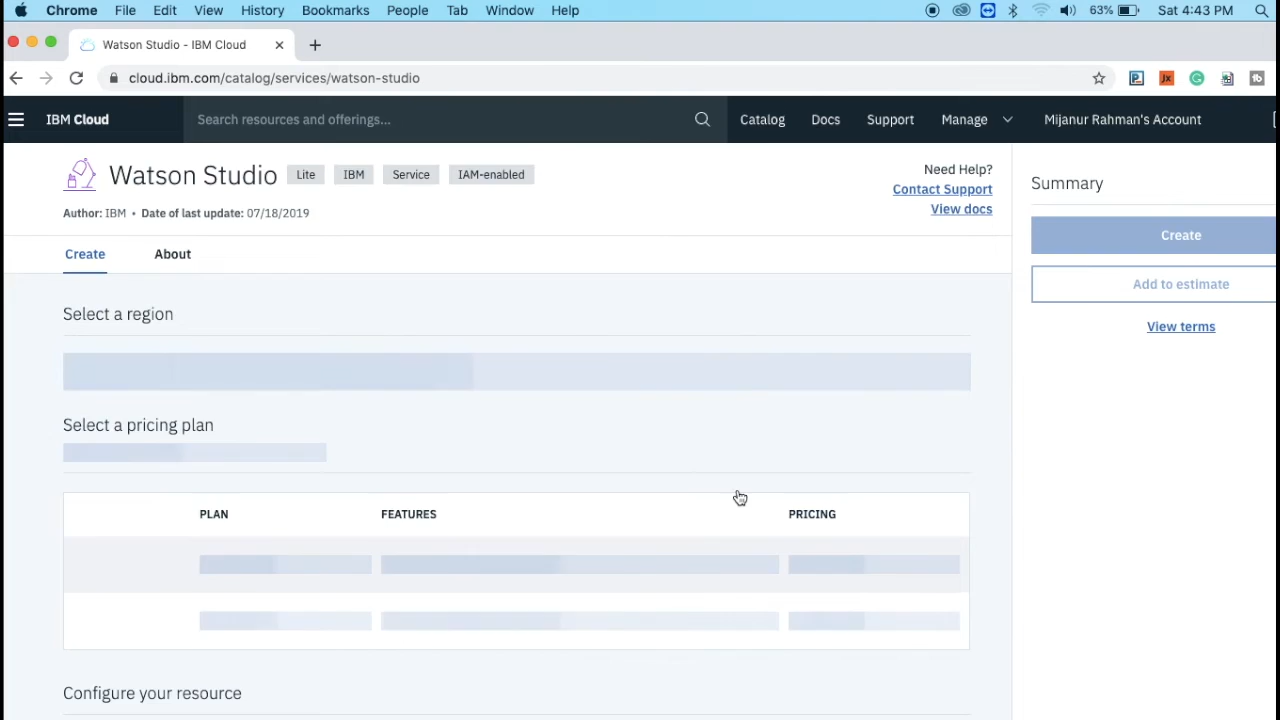 Chrome File Edit View History Bookmarks People Tab Window Help 63% Sat 4:43 PM
Watson Studio - IBM Cloud
cloud.ibm.com/catalog/services/watson-studio
IBM Cloud Search resources and offerings... Catalog Docs Support Manage Mijanur Rahman's Account
Watson Studio Lite IBM Service IAM-enabled
Author: IBM • Date of last update: 07/18/2019
Need Help?
Contact Support
View docs
Summary
Create
Add to estimate
View terms
Create About
Select a region
Select a pricing plan
PLAN FEATURES PRICING
Configure your resource